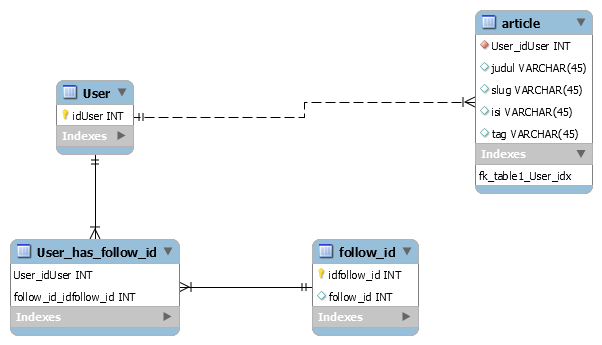 article
User_idUser INT
judul VARCHAR(45)
slug VARCHAR(45)
isi VARCHAR(45)
tag VARCHAR(45)
Indexes
fk_table1_User_idx
User
idUser INT
Indexes
User_has_follow_id
User_idUser INT
follow_id_idfollow_id INT
Indexes
follow_id
idfollow_id INT
follow_id INT
Indexes